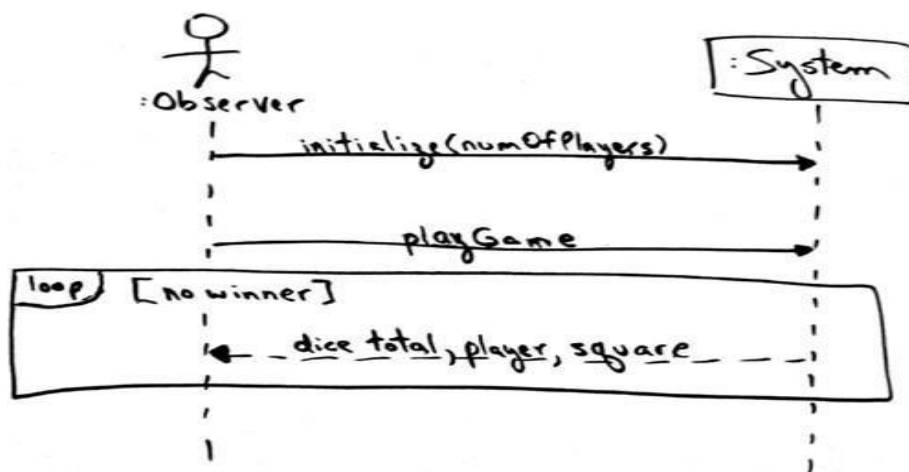 :Observer
:System
initialize(numOfPlayers)
playGame
loop
[no winner]
dice total, player, square